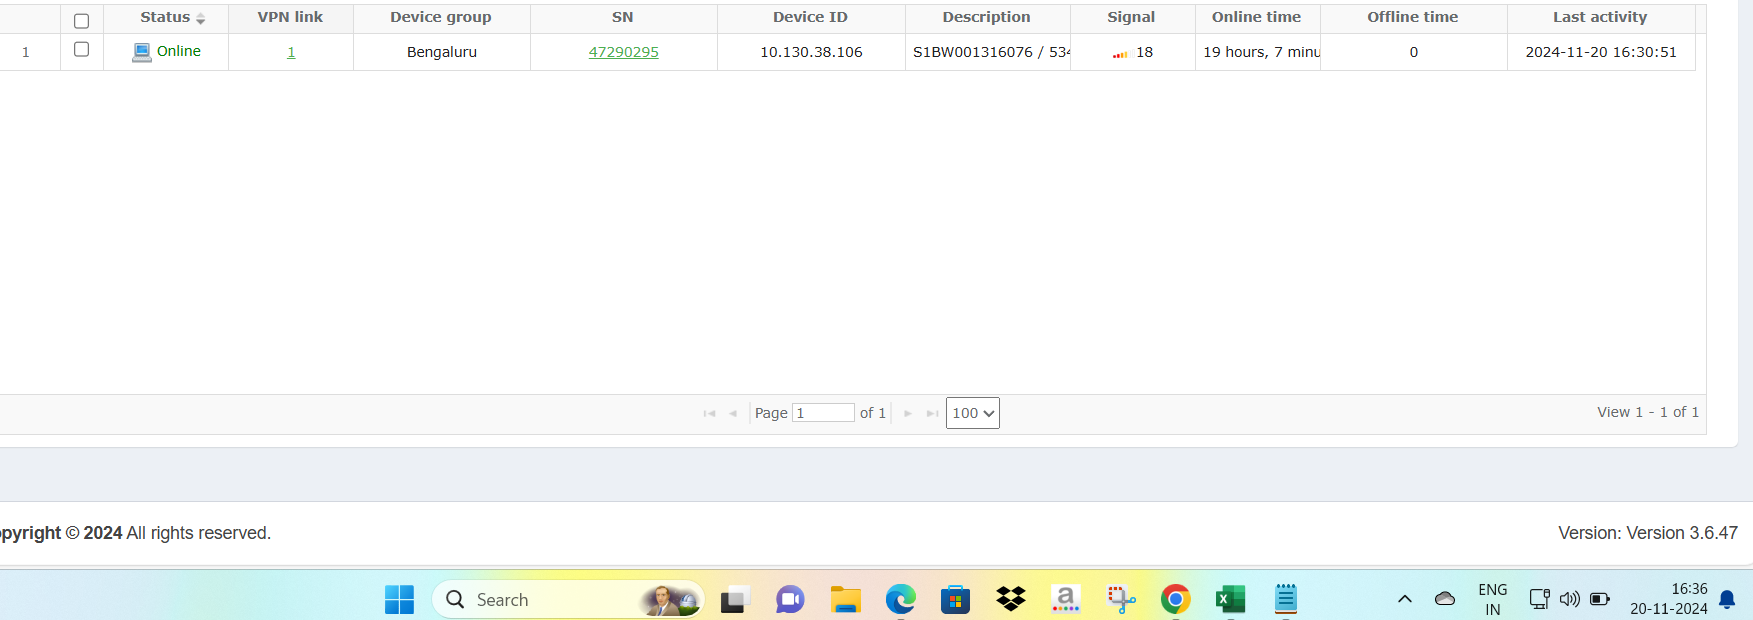 Status VPN link Device group SN Device ID Description Signal Online time Offline time Last activity
1 Online 1 Bengaluru 47290295 10.130.38.106 S1BW001316076 / 534 18 19 hours, 7 minu 0 2024-11-20 16:30:51
Page 1 of 1 100 View 1 - 1 of 1
opyright © 2024 All rights reserved. Version: Version 3.6.47
Search a ENG 16:36
IN 20-11-2024